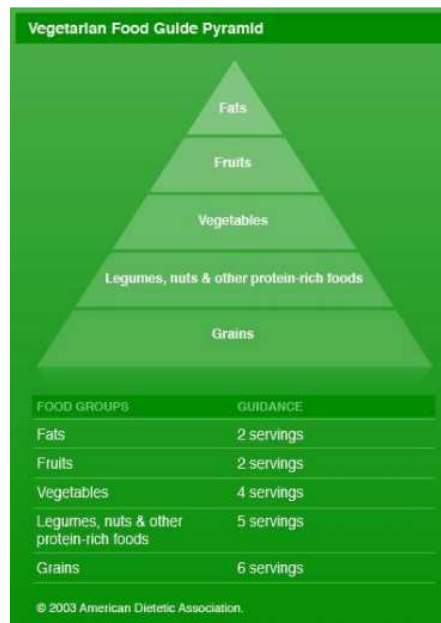 Vegetarian Food Guide Pyramid
Fats
Fruits
Vegetables
Legumes, nuts & other protein-rich foods
Grains
FOOD GROUPS GUIDANCE
Fats 2 servings
Fruits 2 servings
Vegetables 4 servings
Legumes, nuts & other 5 servings
protein-rich foods
Grains 6 servings
© 2003 American Dietetic Association.